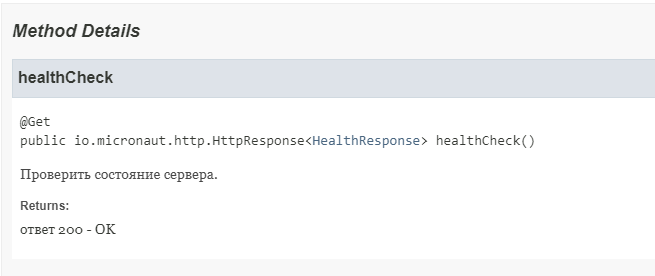 Method Details
healthCheck
@Get
public io.micronaut.http.HttpResponse<HealthResponse> healthCheck()
Проверить состояние сервера.
Returns:
ответ 200 - OK